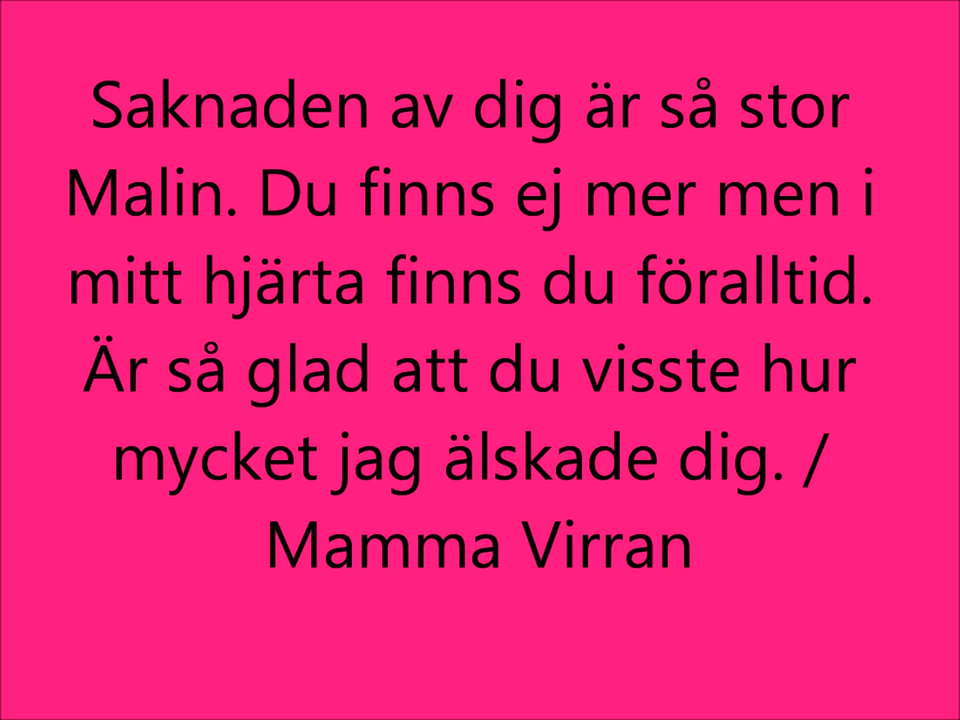 Saknaden av dig är så stor
Malin. Du finns ej mer men i
mitt hjärta finns du föralltid.
Är så glad att du visste hur
mycket jag älskade dig. /
Mamma Virran